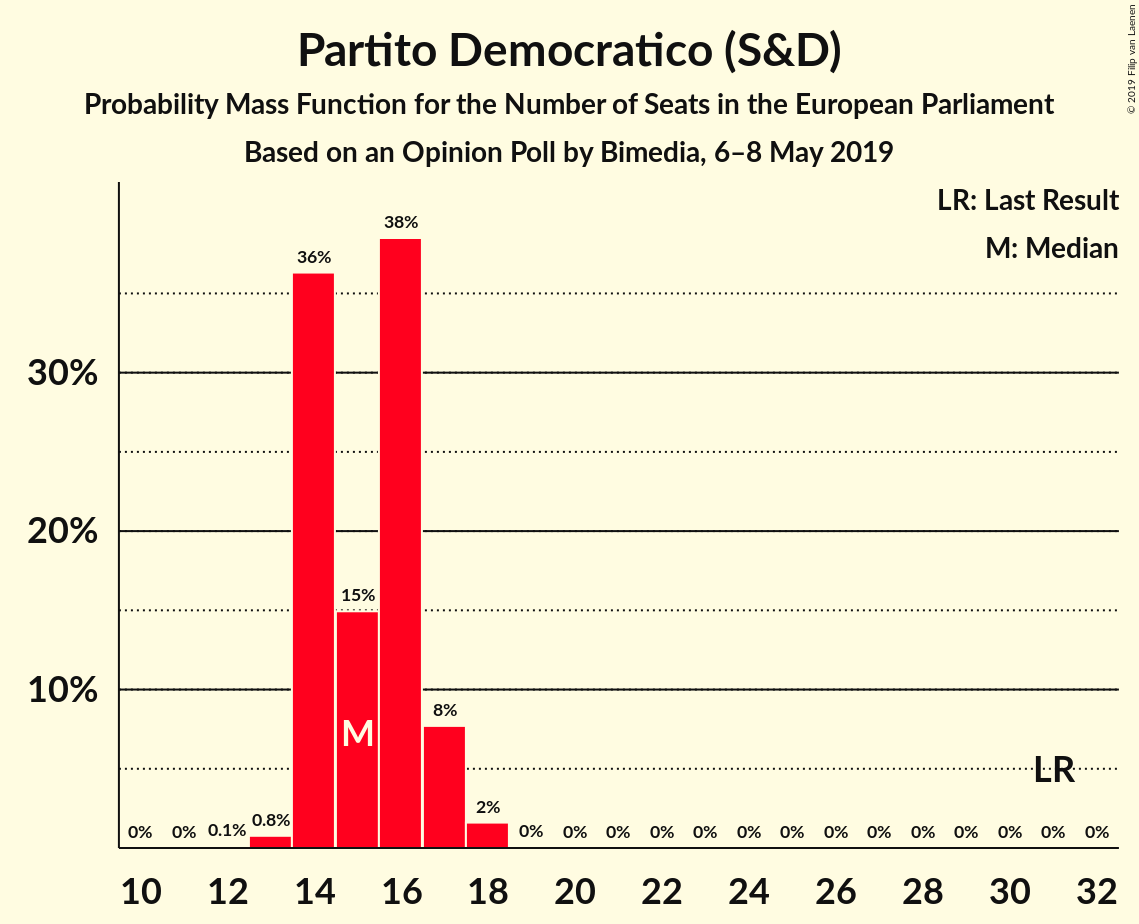 © 2019 Filip van Laenen
Partito Democratico (S&D)
Probability Mass Function for the Number of Seats in the European Parliament
Based on an Opinion Poll by Bimedia, 6–8 May 2019
LR: Last Result
M: Median
38%
36%
30%
20%
15%
10%
8%
M
LR
2%
0% 0% 0.1% 0.8% 0% 0% 0% 0% 0% 0% 0% 0% 0% 0% 0% 0% 0% 0%
10 12 14 16 18 20 22 24 26 28 30 32